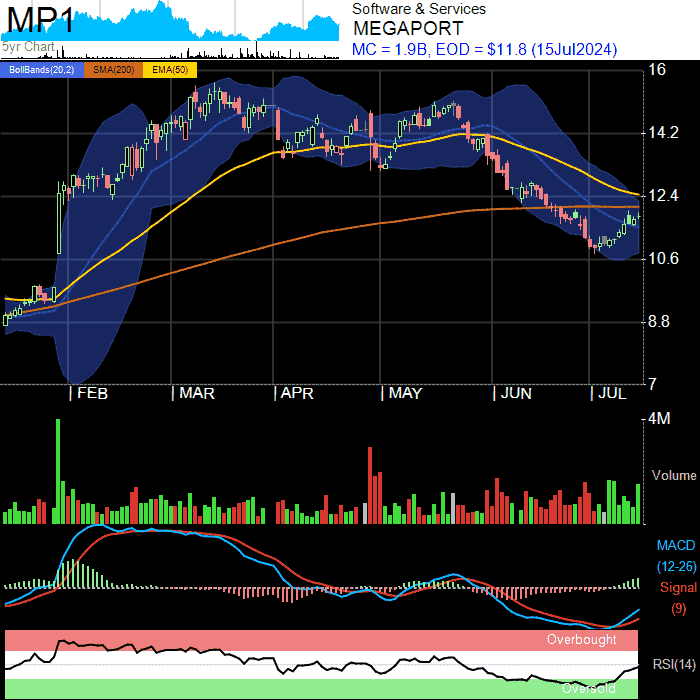 MP1
5yr Chart
Software & Services
MEGAPORT
MC = 1.9B, EOD = $11.8 (15Jul2024)
BollBands(20,2) SMA(200) EMA(50)
16
14.2
12.4
10.6
8.8
7
FEB MAR APR MAY JUN JUL
4M
Volume
MACD
(12-26)
Signal
(9)
Overbought
RSI(14)
Oversold